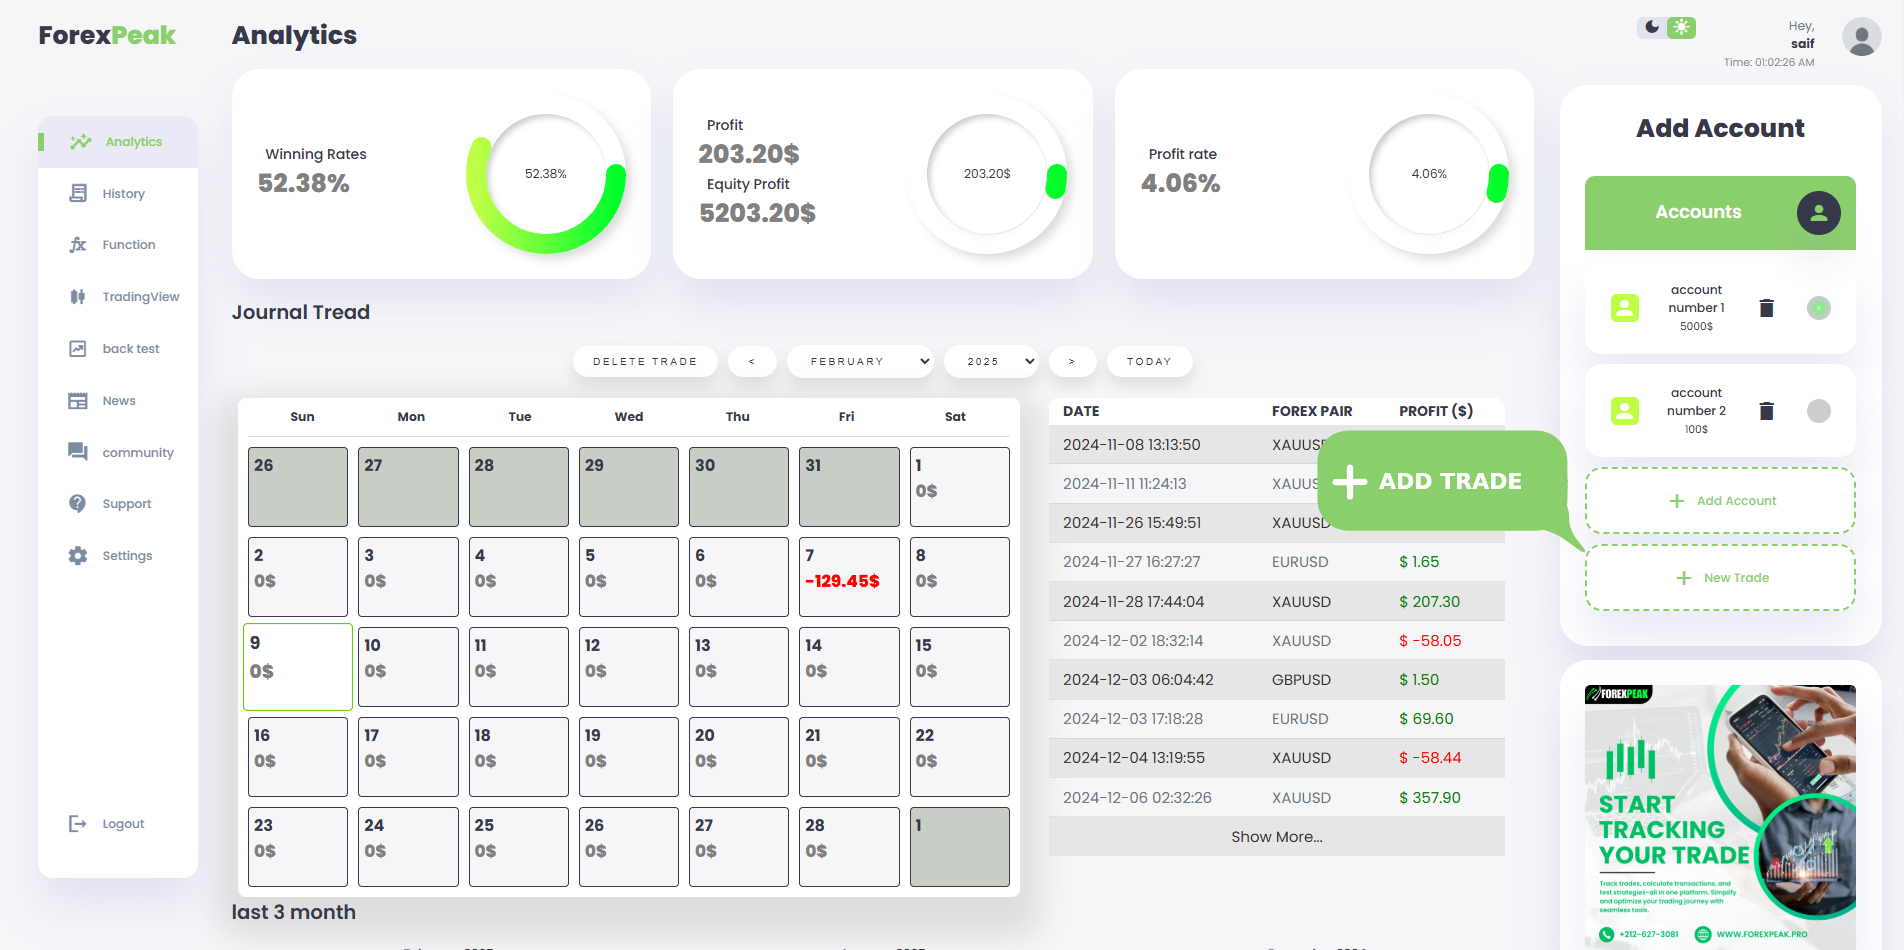 ForexPeak
Analytics
Hey,
saif
Time: 01:02:26 AM
Analytics
History
Function
TradingView
back test
News
community
Support
Settings
Logout
Winning Rates
52.38%
52.38%
Profit
203.20$
Equity Profit
5203.20$
203.20$
Profit rate
4.06%
4.06%
Journal Tread
DELETE TRADE < FEBRUARY 2025 > TODAY
Sun Mon Tue Wed Thu Fri Sat
26 27 28 29 30 31 1
0$
2 3 4 5 6 7 8
0$ 0$ 0$ 0$ 0$ -129.45$ 0$
9 10 11 12 13 14 15
0$ 0$ 0$ 0$ 0$ 0$ 0$
16 17 18 19 20 21 22
0$ 0$ 0$ 0$ 0$ 0$ 0$
23 24 25 26 27 28 1
0$ 0$ 0$ 0$ 0$ 0$
last 3 month
DATE FOREX PAIR PROFIT ($)
2024-11-08 13:13:50 XAUUSD
2024-11-11 11:24:13 XAUUS
2024-11-26 15:49:51 XAUUSD
2024-11-27 16:27:27 EURUSD $ 1.65
2024-11-28 17:44:04 XAUUSD $ 207.30
2024-12-02 18:32:14 XAUUSD $ -58.05
2024-12-03 06:04:42 GBPUSD $ 1.50
2024-12-03 17:18:28 EURUSD $ 69.60
2024-12-04 13:19:55 XAUUSD $ -58.44
2024-12-06 02:32:26 XAUUSD $ 357.90
Show More...
+ ADD TRADE
Add Account
Accounts
account
number 1
5000$
account
number 2
100$
+ Add Account
+ New Trade
FOREXPEAK
START
TRACKING
YOUR TRADE
Track trades, calculate transactions, and
test strategies-all in one platform. Simplify
and optimize your trading journey with
seamless tools.
+212-627-3081 WWW.FOREXPEAK.PRO